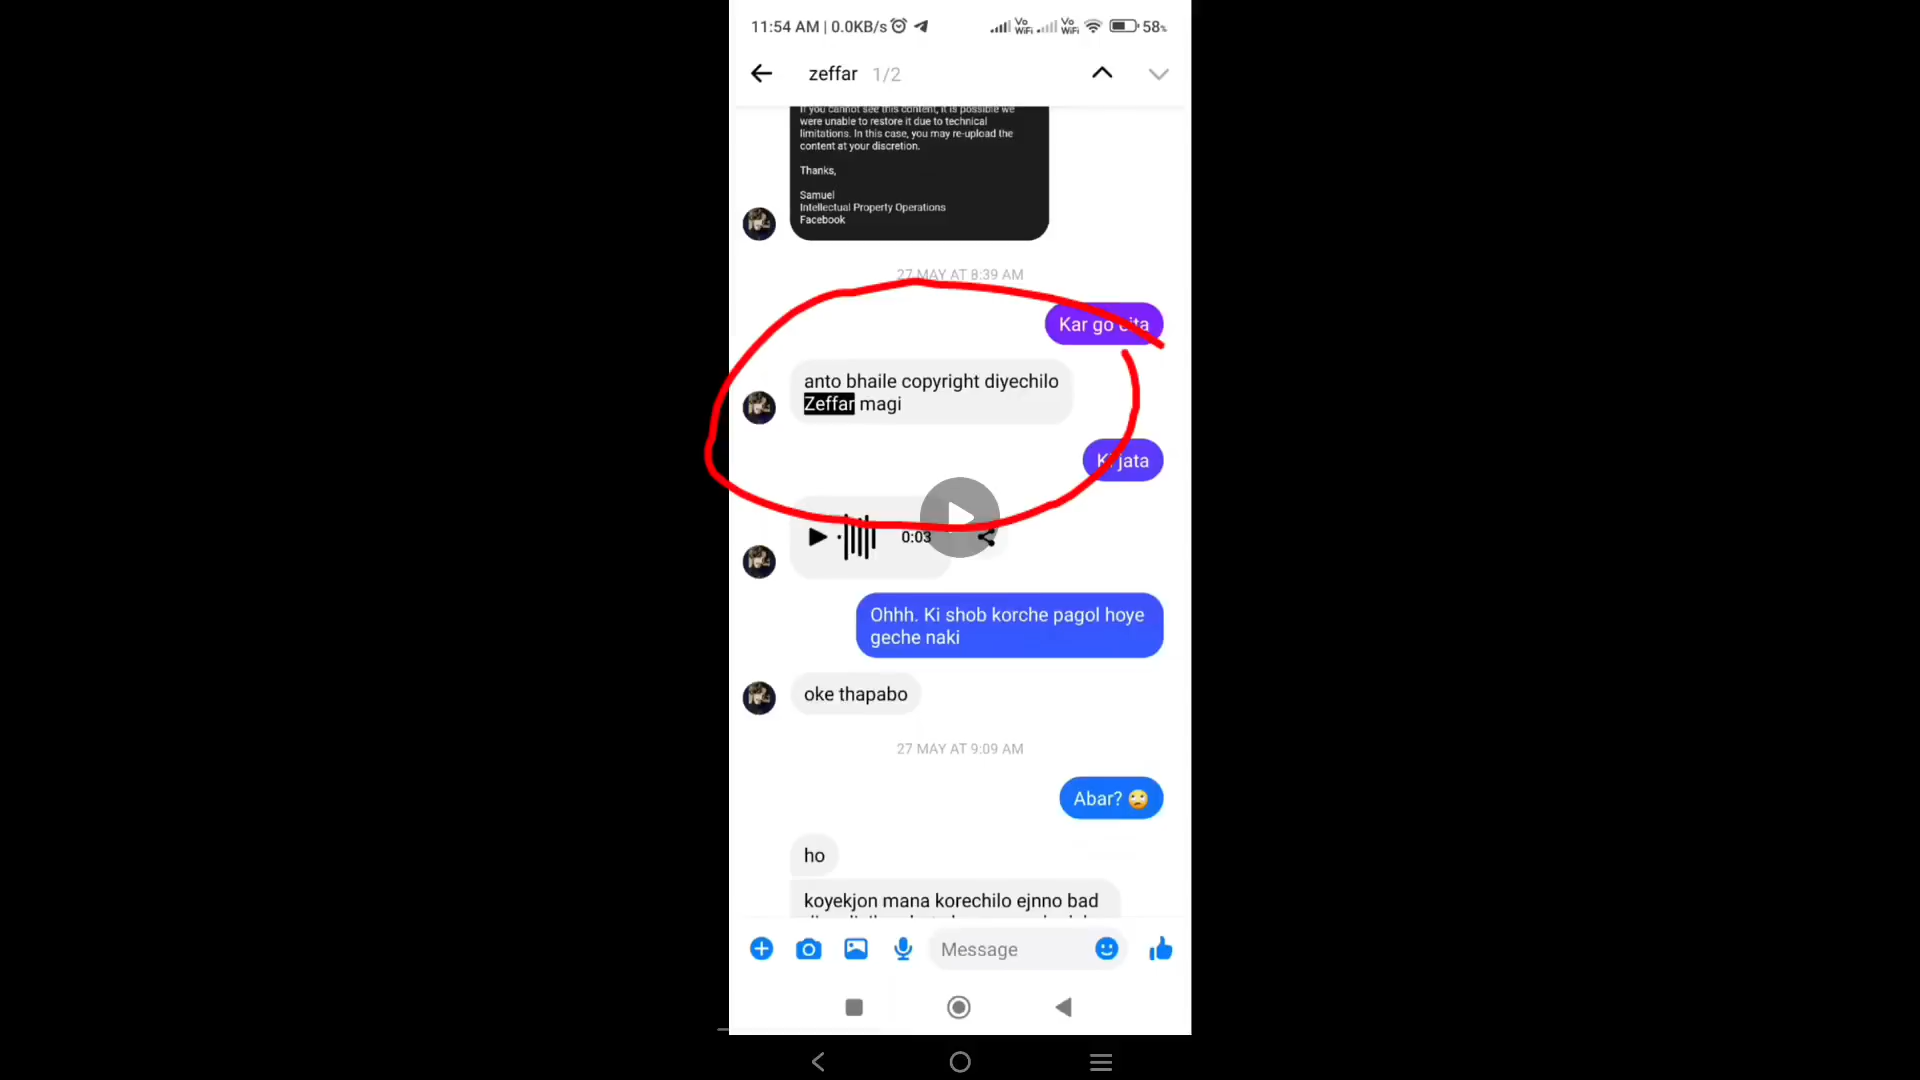 11:54 AM | 0.0KB/s
Vo WiFi Vo WiFi 58%
zeffar 1/2
If you cannot see this content, it is possible we
were unable to restore it due to technical
limitations. In this case, you may re-upload the
content at your discretion.
Thanks,
Samuel
Intellectual Property Operations
Facebook
27 MAY AT 8:39 AM
Kar go
anto bhaile copyright diyechilo
Zeffar magi
Ki jata
0:03
Ohhh. Ki shob korche pagol hoye
geche naki
oke thapabo
27 MAY AT 9:09 AM
Abar? 🙄
ho
koyekjon mana korechilo ejnno bad
Message